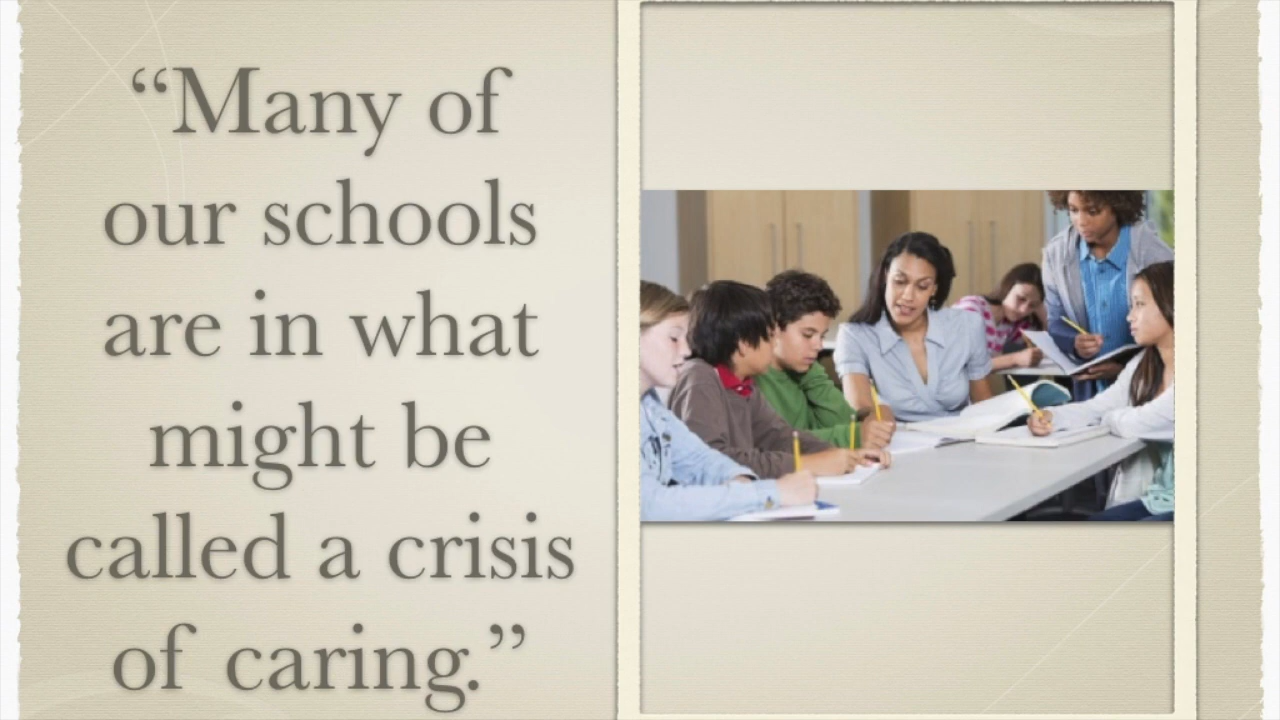 “Many of
our schools
are in what
might be
called a crisis
of caring.”